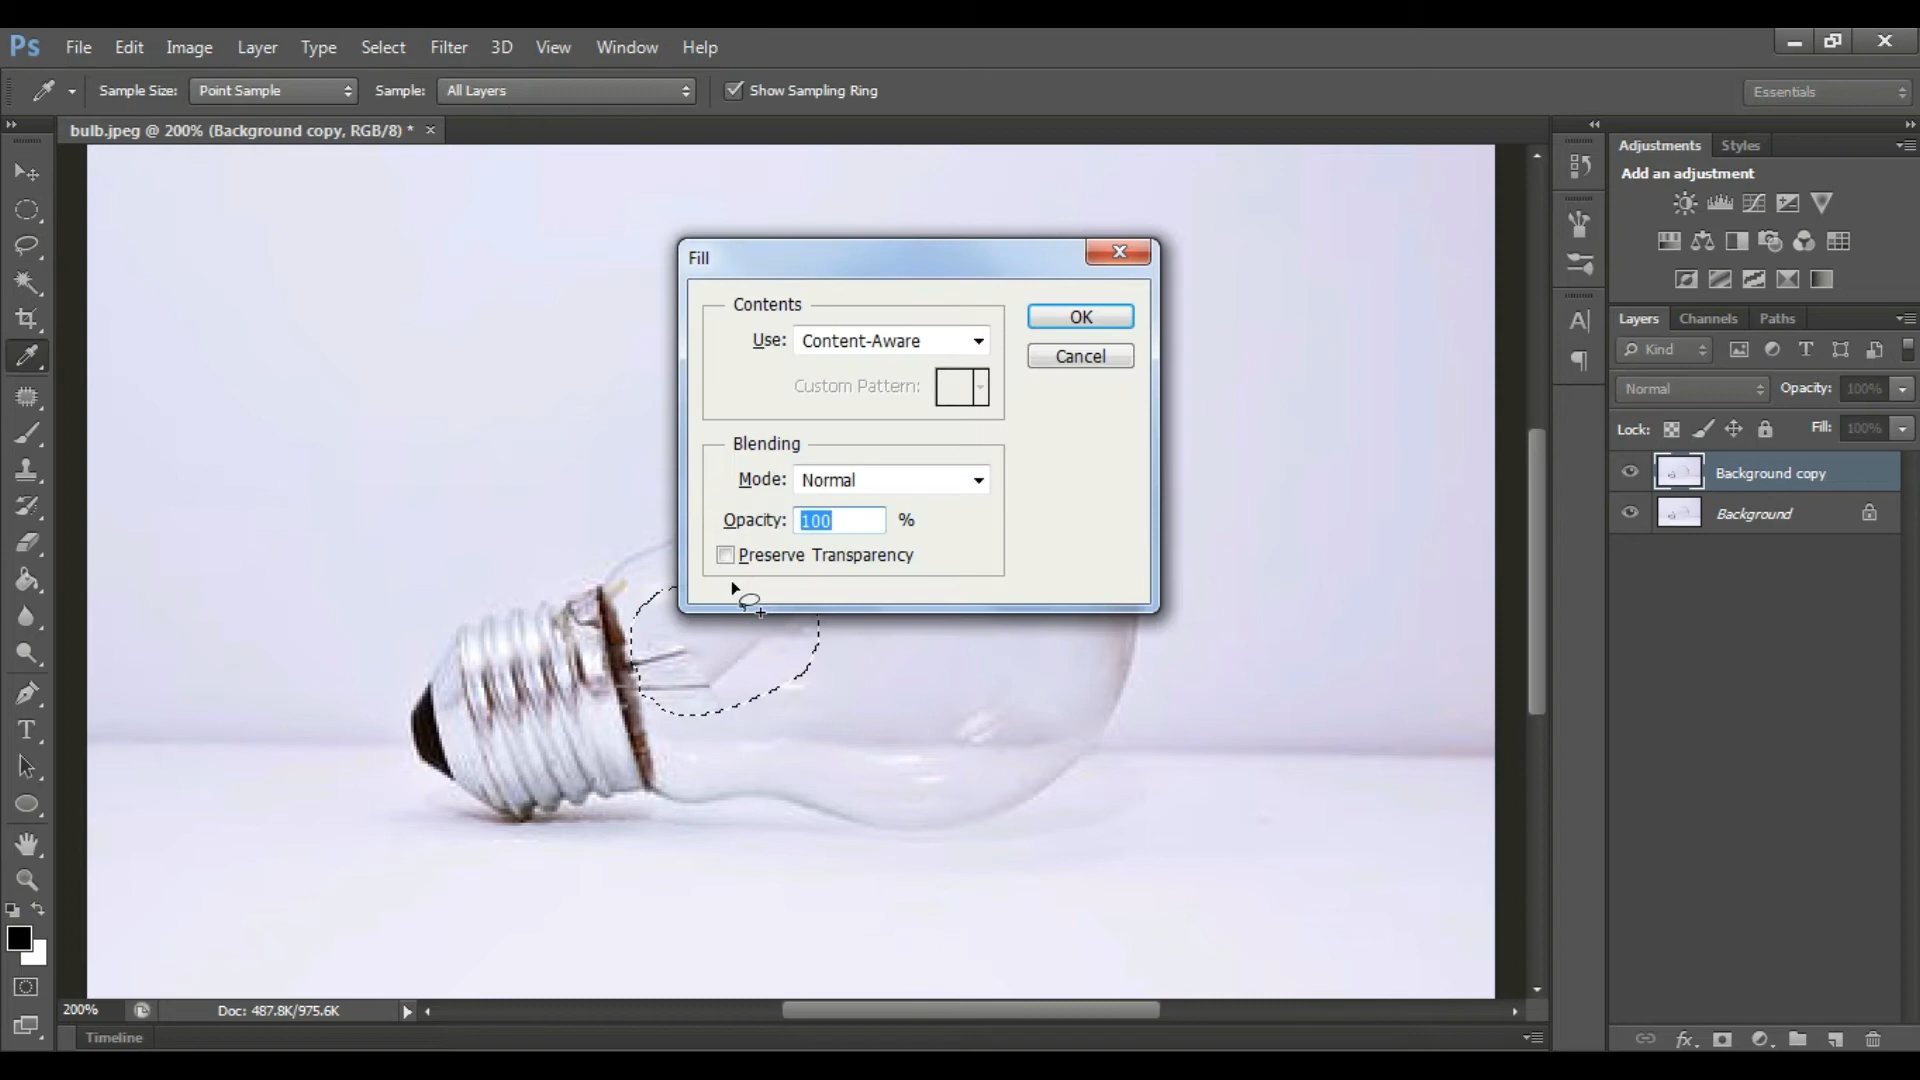 Ps File Edit Image Layer Type Select Filter 3D View Window Help
Sample Size: Point Sample Sample: All Layers Show Sampling Ring Essentials
bulb.jpeg @ 200% (Background copy, RGB/8) *
Adjustments Styles
Add an adjustment
Fill
Contents
Use: Content-Aware
Custom Pattern:
OK
Cancel
Blending
Mode: Normal
Opacity: 100 %
Preserve Transparency
Layers Channels Paths
Kind
Normal Opacity: 100%
Lock: Fill: 100%
Background copy
Background
200% Doc: 487.8K/975.6K
Timeline